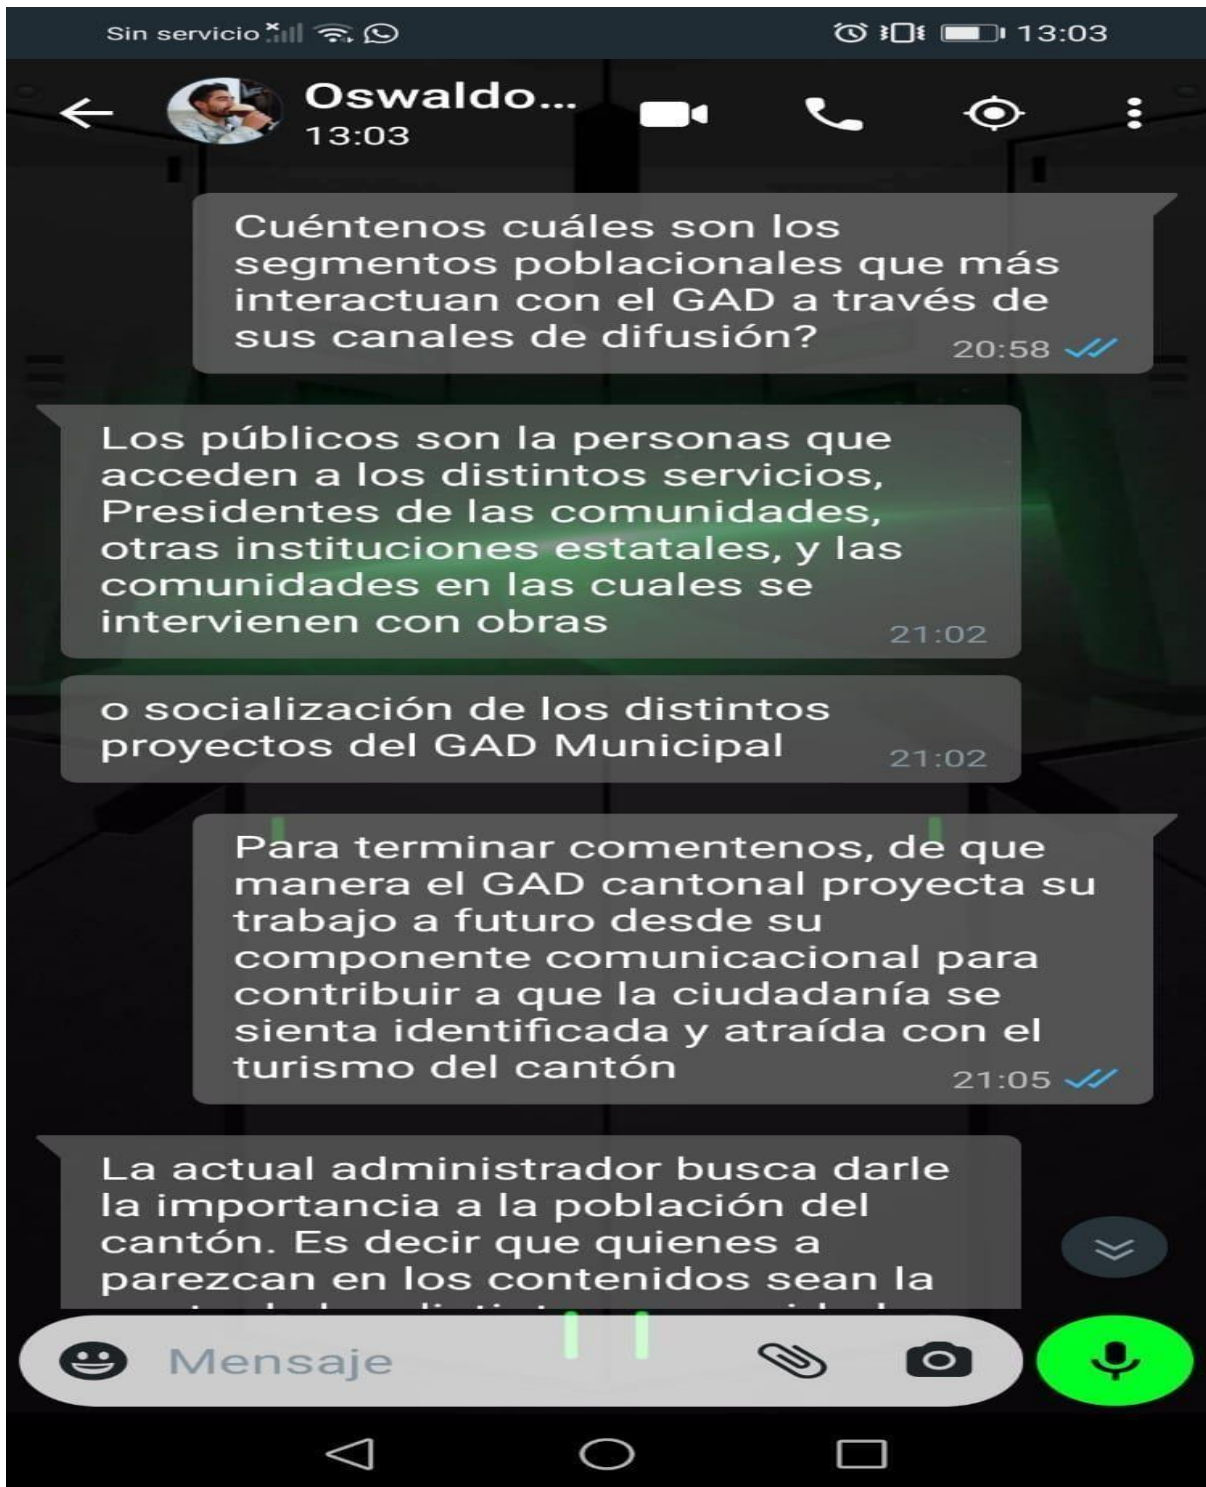 Sin servicio
13:03
Oswaldo...
13:03
Cuéntenos cuáles son los
segmentos poblacionales que más
interactuan con el GAD a través de
sus canales de difusión?
20:58
Los públicos son la personas que
acceden a los distintos servicios,
Presidentes de las comunidades,
otras instituciones estatales, y las
comunidades en las cuales se
intervienen con obras
21:02
o socialización de los distintos
proyectos del GAD Municipal
21:02
Para terminar comentenos, de que
manera el GAD cantonal proyecta su
trabajo a futuro desde su
componente comunicacional para
contribuir a que la ciudadanía se
sienta identificada y atraída con el
turismo del cantón
21:05
La actual administrador busca darle
la importancia a la población del
cantón. Es decir que quienes a
parezcan en los contenidos sean la
Mensaje